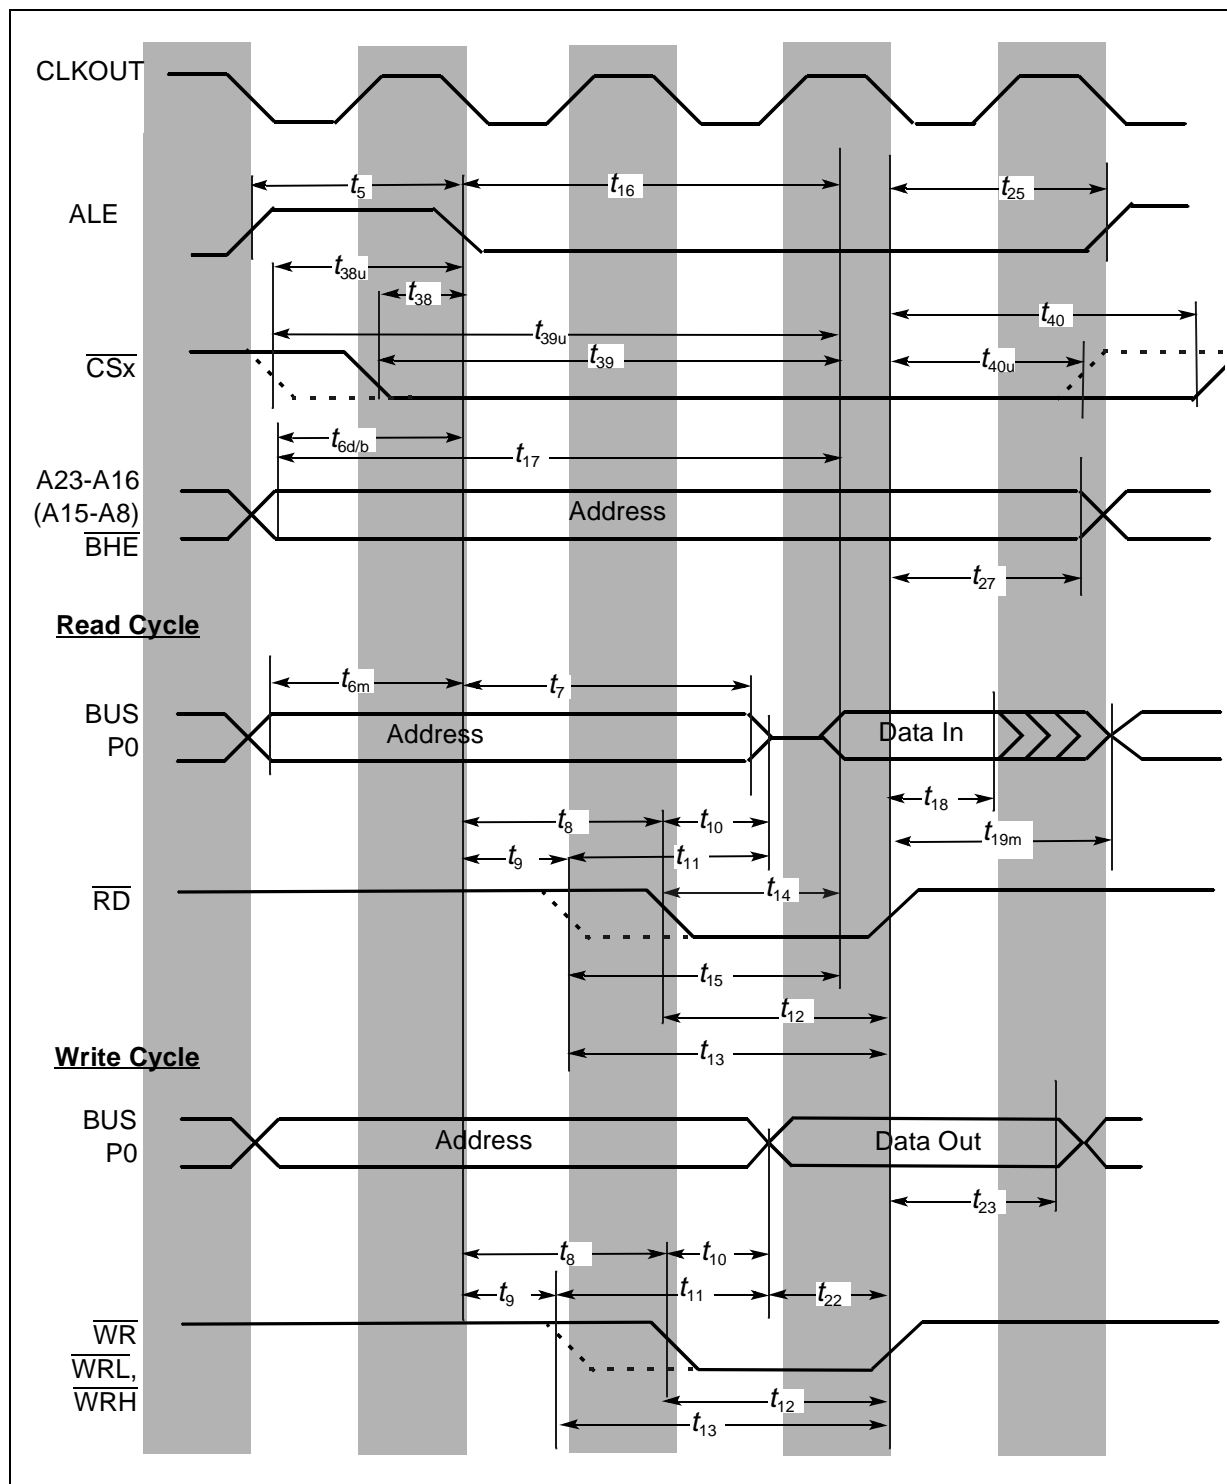 CLKOUT
t5
t16
t25
ALE
t38u
t38
t40
t39u
CSx
t39
t40u
t6d/b
t17
A23-A16
(A15-A8)
BHE
Address
t27
Read Cycle
t6m
t7
BUS
P0
Address
Data In
t18
t8
t10
t19m
t9
t11
RD
t14
t15
t12
Write Cycle
t13
BUS
P0
Address
Data Out
t23
t8
t10
t9
t11
t22
WR
WRL,
WRH
t12
t13